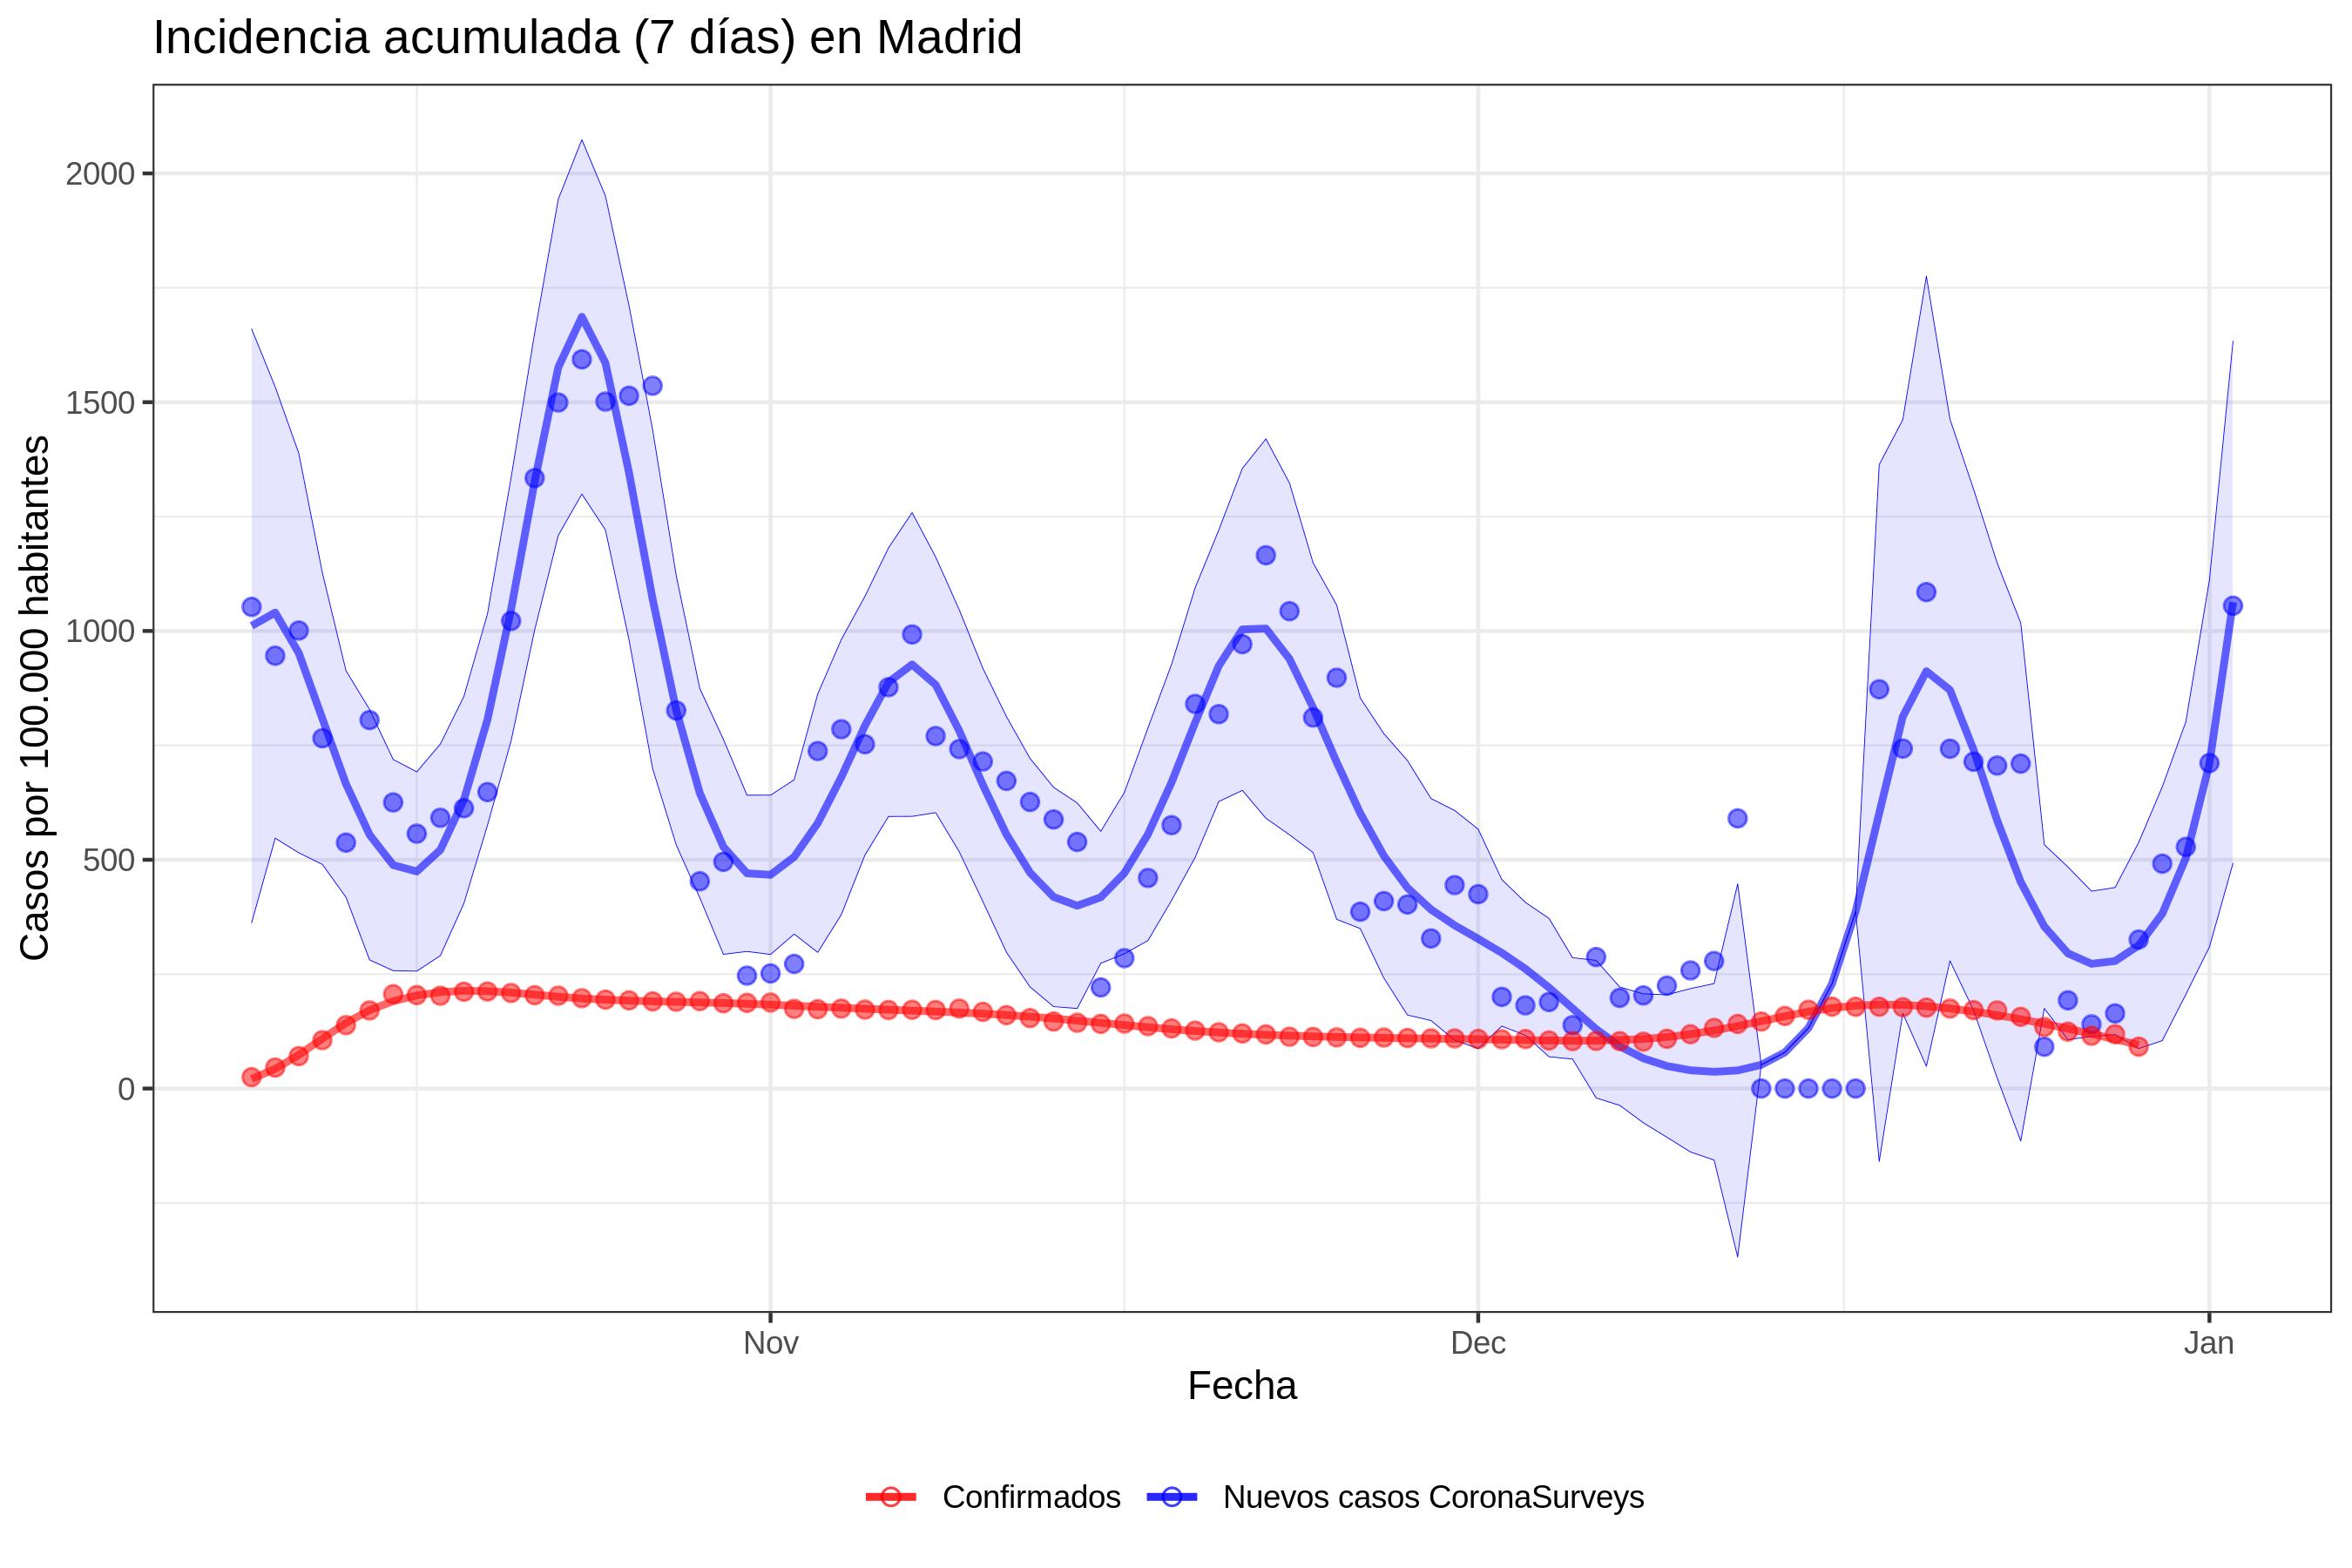 Incidencia acumulada (7 días) en Madrid
Casos por 100.000 habitantes
2000
1500
1000
500
0
Nov
Dec
Jan
Fecha
Confirmados
Nuevos casos CoronaSurveys